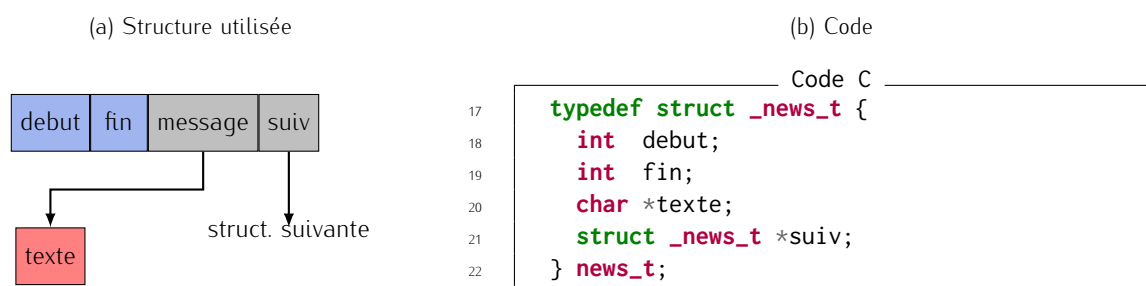 (a) Structure utilisée
debut fin message suiv
struct. suivante
texte
(b) Code
Code C
17 typedef struct _news_t {
18 int debut;
19 int fin;
20 char *texte;
21 struct _news_t *suiv;
22 } news_t;